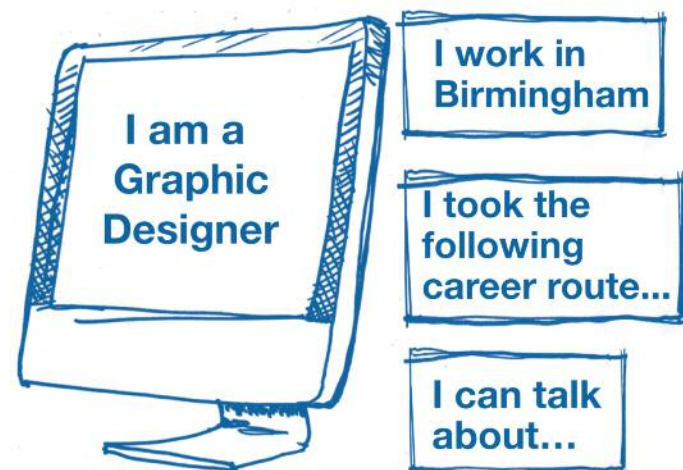 I am a
Graphic
Designer
I work in
Birmingham
I took the
following
career route...
I can talk
about...